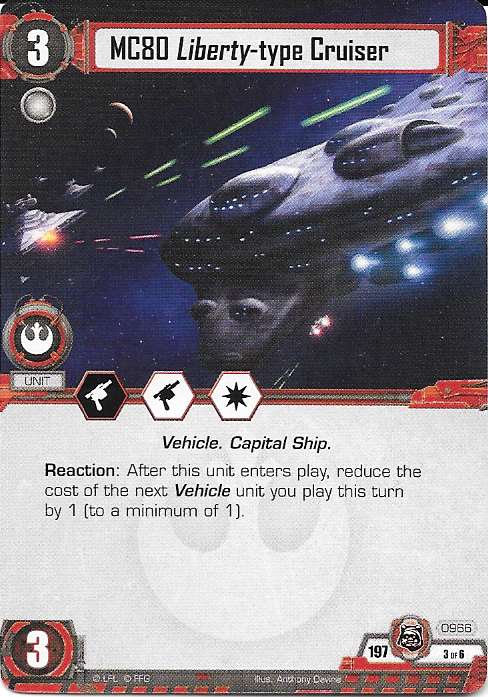 3
MC80 Liberty-type Cruiser
UNIT
Vehicle. Capital Ship.
Reaction: After this unit enters play, reduce the
cost of the next Vehicle unit you play this turn
by 1 (to a minimum of 1).
3
© LFL © FFG
Illus. Anthony Devine
197
0966
3 OF 6